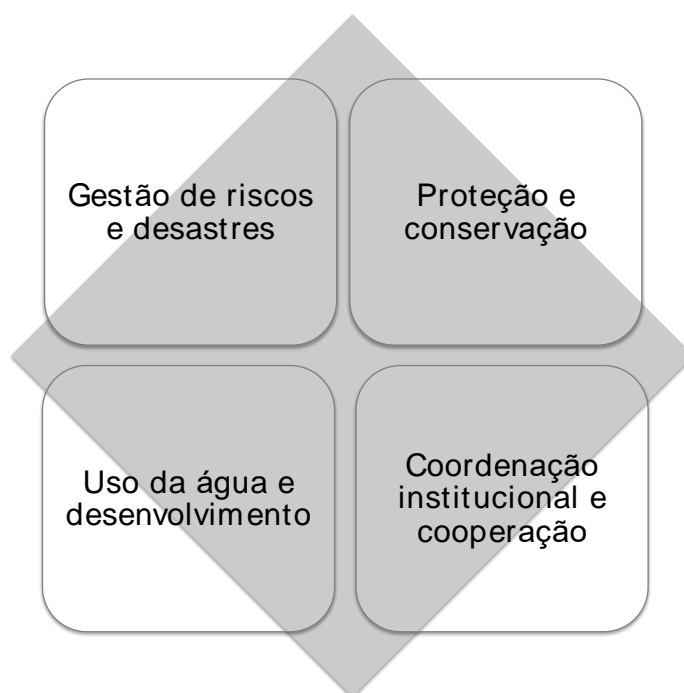 Gestão de riscos
e desastres
Proteção e
conservação
Uso da água e
desenvolvimento
Coordenação
institucional e
cooperação